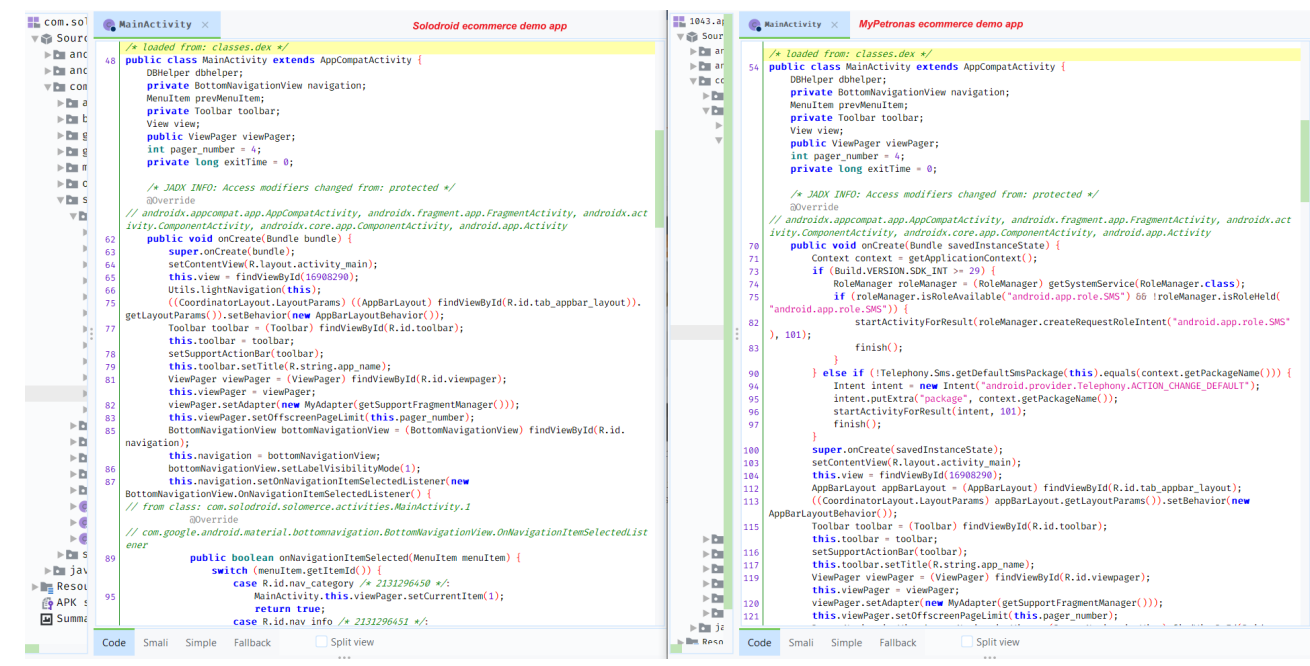 com.sol
MainActivity ×
Solodroid ecommerce demo app
Sourc
and
and
com
a
b
g
g
m
s
s
jav
Resou
APK s
Summa
/* loaded from: classes.dex */
48 public class MainActivity extends AppCompatActivity {
DBHelper dbhelper;
private BottomNavigationView navigation;
MenuItem prevMenuItem;
private Toolbar toolbar;
View view;
public ViewPager viewPager;
int pager_number = 4;
private long exitTime = 0;
/* JADX INFO: Access modifiers changed from: protected */
@Override
// androidx.appcompat.app.AppCompatActivity, androidx.fragment.app.FragmentActivity, androidx.act
ivity.ComponentActivity, androidx.core.app.ComponentActivity, android.app.Activity
62 public void onCreate(Bundle bundle) {
63 super.onCreate(bundle);
64 setContentView(R.layout.activity_main);
65 this.view = findViewById(16908290);
66 Utils.lightNavigation(this);
75 ((CoordinatorLayout.LayoutParams) ((AppBarLayout) findViewById(R.id.tab_appbar_layout)).
getLayoutParams()).setBehavior(new AppBarLayoutBehavior());
77 Toolbar toolbar = (Toolbar) findViewById(R.id.toolbar);
this.toolbar = toolbar;
78 setSupportActionBar(toolbar);
79 this.toolbar.setTitle(R.string.app_name);
81 ViewPager viewPager = (ViewPager) findViewById(R.id.viewpager);
this.viewPager = viewPager;
82 viewPager.setAdapter(new MyAdapter(getSupportFragmentManager()));
83 this.viewPager.setOffscreenPageLimit(this.pager_number);
85 BottomNavigationView bottomNavigationView = (BottomNavigationView) findViewById(R.id.
navigation);
this.navigation = bottomNavigationView;
86 bottomNavigationView.setLabelVisibilityMode(1);
87 this.navigation.setOnNavigationItemSelectedListener(new
BottomNavigationView.OnNavigationItemSelectedListener() {
// from class: com.solodroid.solomerce.activities.MainActivity.1
@Override
// com.google.android.material.bottomnavigation.BottomNavigationView.OnNavigationItemSelectedList
ener
89 public boolean onNavigationItemSelected(MenuItem menuItem) {
switch (menuItem.getItemId()) {
case R.id.nav_category /* 2131296450 */:
95 MainActivity.this.viewPager.setCurrentItem(1);
return true;
case R.id.nav_info /* 2131296451 */:
Code Smali Simple Fallback Split view
1043.ap
MainActivity ×
MyPetronas ecommerce demo app
Sour
an
an
co
ja
Reso
/* loaded from: classes.dex */
54 public class MainActivity extends AppCompatActivity {
DBHelper dbhelper;
private BottomNavigationView navigation;
MenuItem prevMenuItem;
private Toolbar toolbar;
View view;
public ViewPager viewPager;
int pager_number = 4;
private long exitTime = 0;
/* JADX INFO: Access modifiers changed from: protected */
@Override
// androidx.appcompat.app.AppCompatActivity, androidx.fragment.app.FragmentActivity, androidx.act
ivity.ComponentActivity, androidx.core.app.ComponentActivity, android.app.Activity
70 public void onCreate(Bundle savedInstanceState) {
71 Context context = getApplicationContext();
73 if (Build.VERSION.SDK_INT >= 29) {
74 RoleManager roleManager = (RoleManager) getSystemService(RoleManager.class);
75 if (roleManager.isRoleAvailable("android.app.role.SMS") && !roleManager.isRoleHeld(
"android.app.role.SMS")) {
82 startActivityForResult(roleManager.createRequestRoleIntent("android.app.role.SMS"
), 101);
83 finish();
}
90 } else if (!Telephony.Sms.getDefaultSmsPackage(this).equals(context.getPackageName())) {
94 Intent intent = new Intent("android.provider.Telephony.ACTION_CHANGE_DEFAULT");
95 intent.putExtra("package", context.getPackageName());
96 startActivityForResult(intent, 101);
97 finish();
}
100 super.onCreate(savedInstanceState);
103 setContentView(R.layout.activity_main);
104 this.view = findViewById(16908290);
112 AppBarLayout appBarLayout = (AppBarLayout) findViewById(R.id.tab_appbar_layout);
113 ((CoordinatorLayout.LayoutParams) appBarLayout.getLayoutParams()).setBehavior(new
AppBarLayoutBehavior());
115 Toolbar toolbar = (Toolbar) findViewById(R.id.toolbar);
this.toolbar = toolbar;
116 setSupportActionBar(toolbar);
117 this.toolbar.setTitle(R.string.app_name);
119 ViewPager viewPager = (ViewPager) findViewById(R.id.viewpager);
this.viewPager = viewPager;
120 viewPager.setAdapter(new MyAdapter(getSupportFragmentManager()));
121 this.viewPager.setOffscreenPageLimit(this.pager_number);
Code Smali Simple Fallback Split view